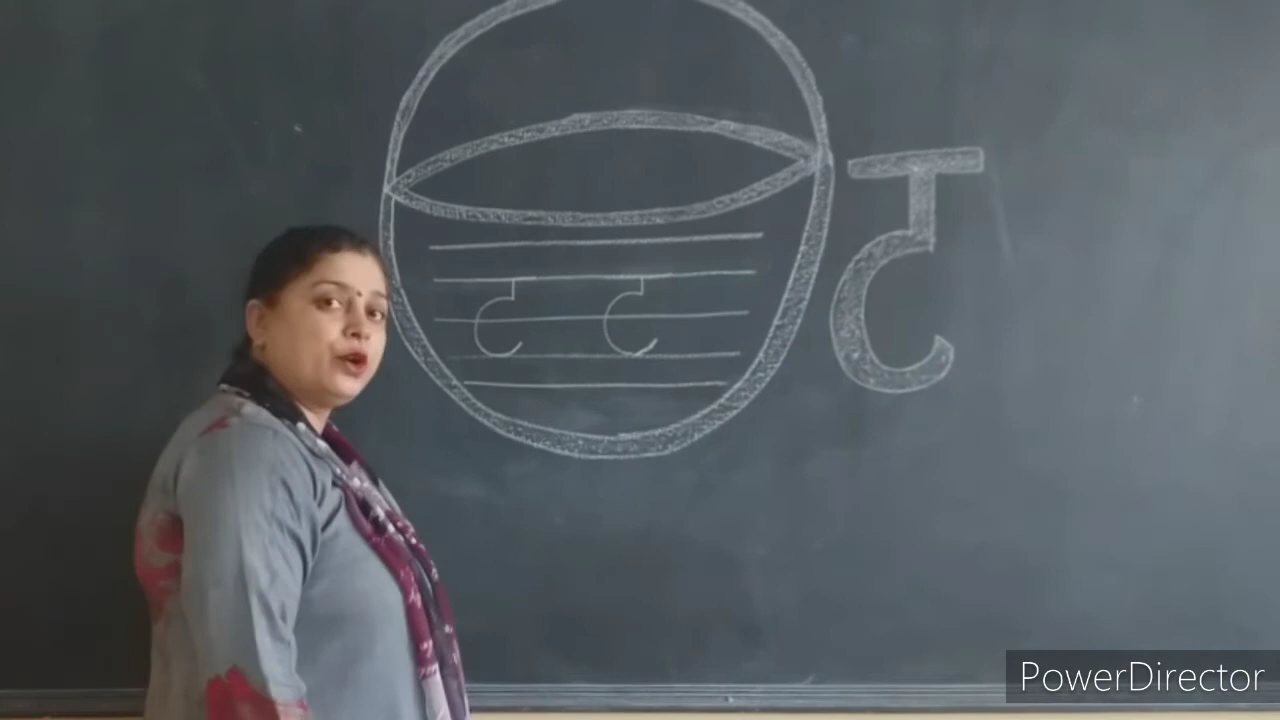 ट
ट ट
PowerDirector